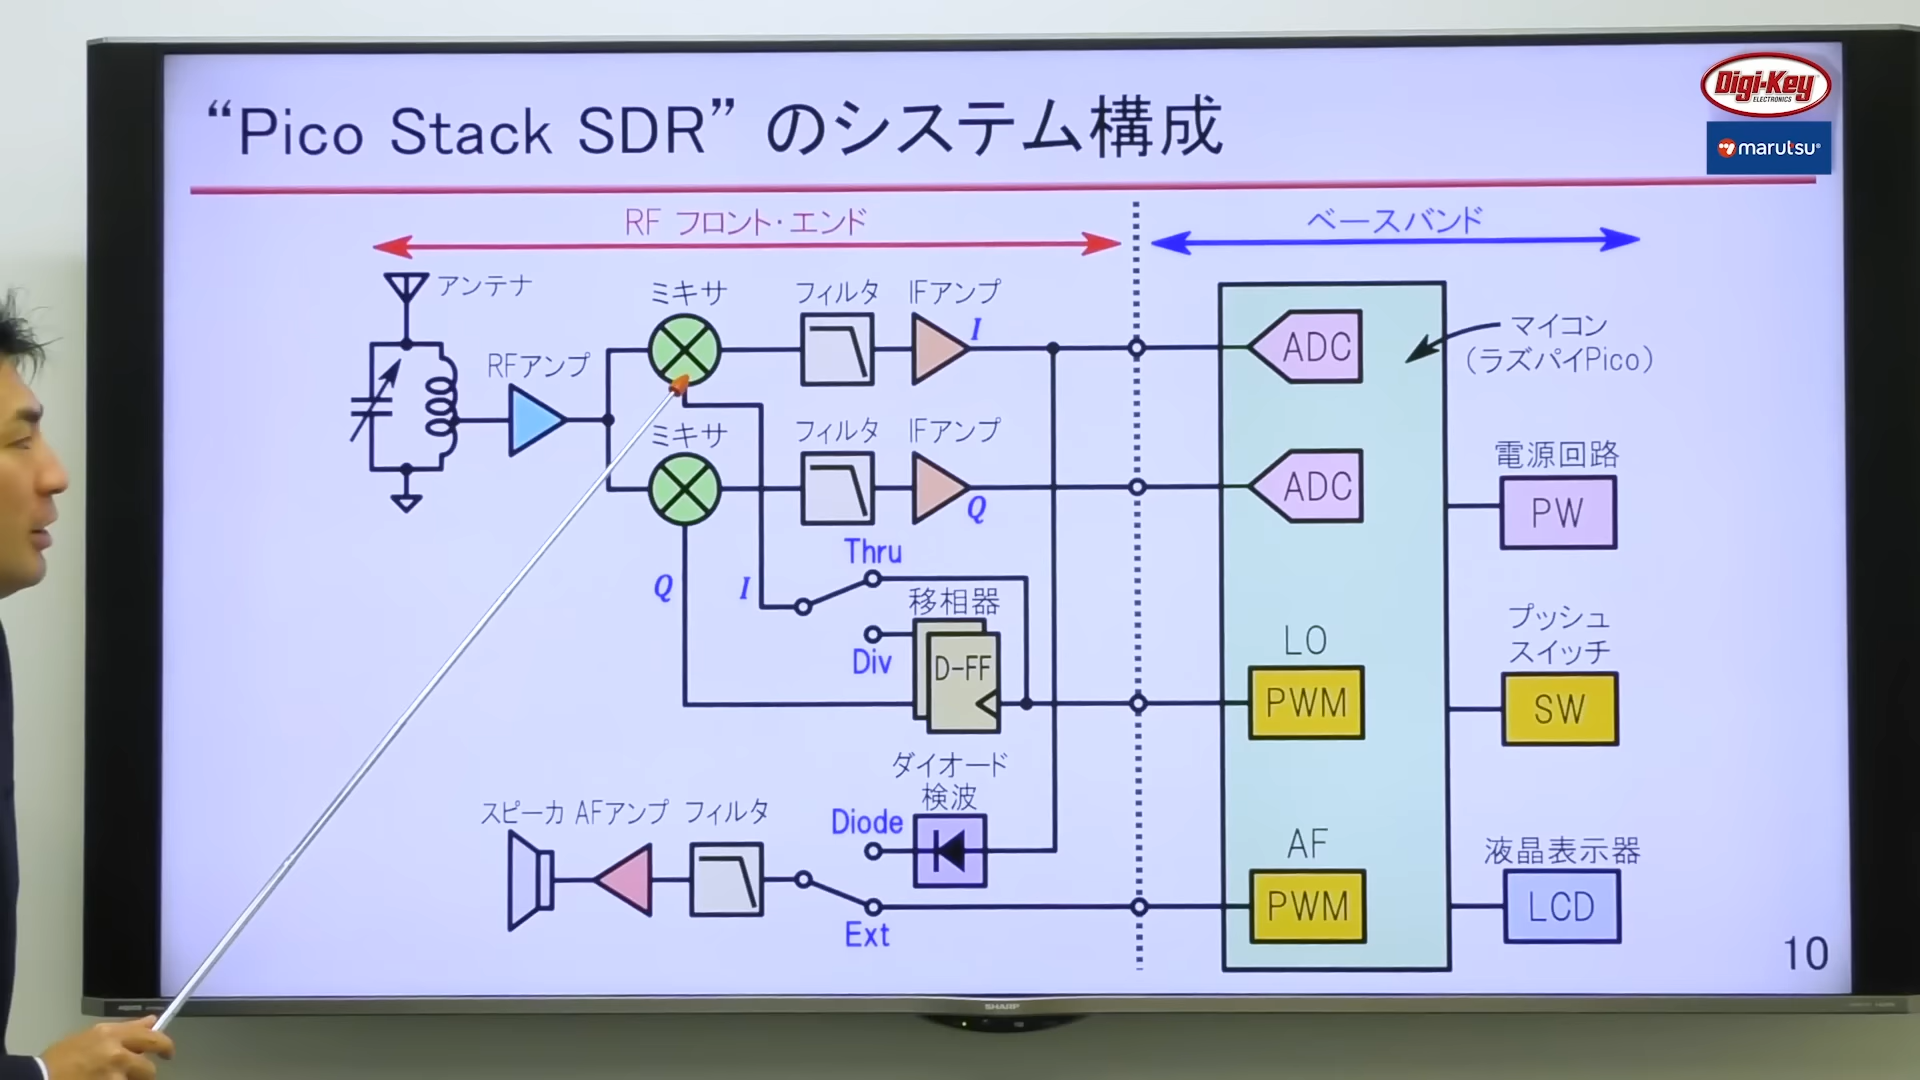 “Pico Stack SDR” のシステム構成
Digi-Key
ELECTRONICS
marutsu
RF フロント・エンド
ベースバンド
アンテナ
ミキサ
フィルタ
IFアンプ
I
ADC
マイコン
(ラズパイPico)
RFアンプ
ミキサ
フィルタ
IFアンプ
Q
ADC
電源回路
PW
Thru
Q
I
移相器
Div
D-FF
LO
PWM
プッシュ
スイッチ
SW
ダイオード
検波
スピーカ
AFアンプ
フィルタ
Diode
Ext
AF
PWM
液晶表示器
LCD
10
SHARP